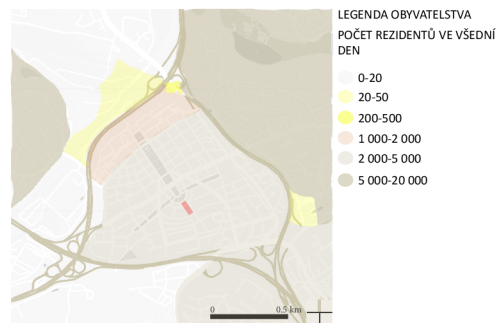 LEGENDA OBYVATELSTVA
POČET REZIDENTŮ VE VŠEDNÍ
DEN
0-20
20-50
200-500
1 000-2 000
2 000-5 000
5 000-20 000
0 0.5 km